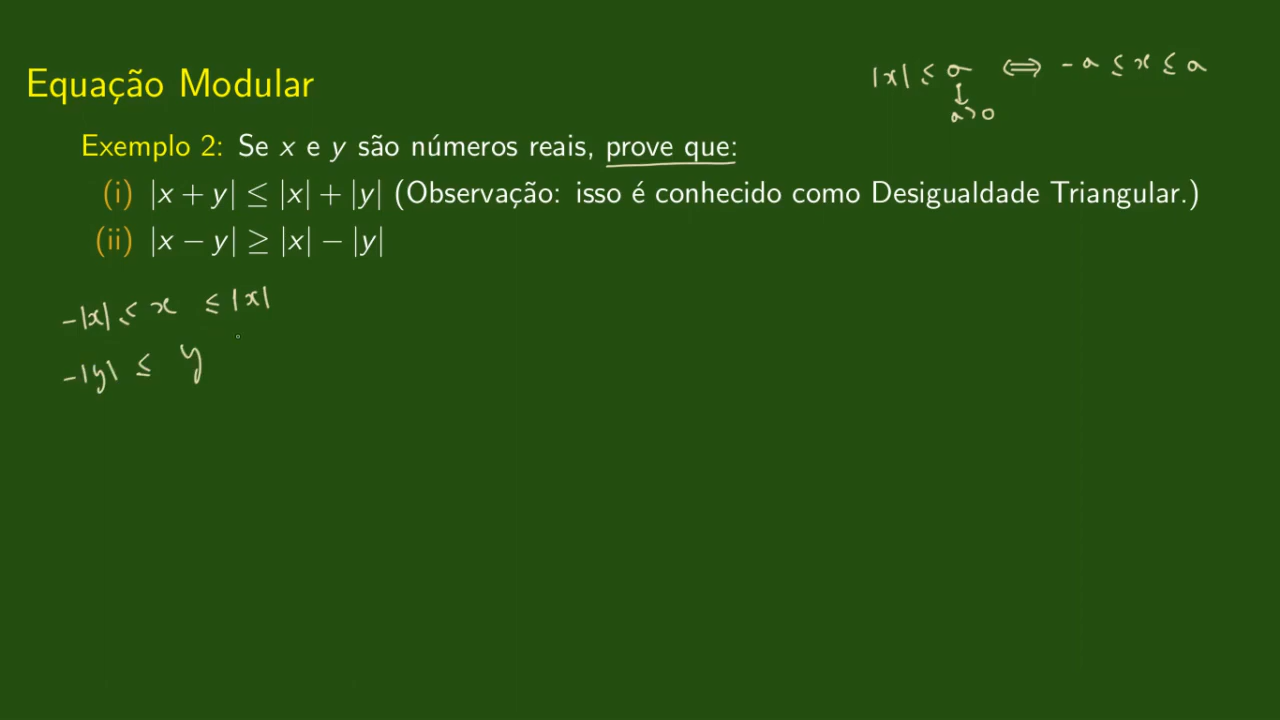 Equação Modular
|x| ≤ a ⟺ -a ≤ x ≤ a
↓
a>0
Exemplo 2: Se x e y são números reais, prove que:
(i) |x + y| ≤ |x| + |y| (Observação: isso é conhecido como Desigualdade Triangular.)
(ii) |x − y| ≥ |x| − |y|
-|x| ≤ x ≤ |x|
-|y| ≤ y